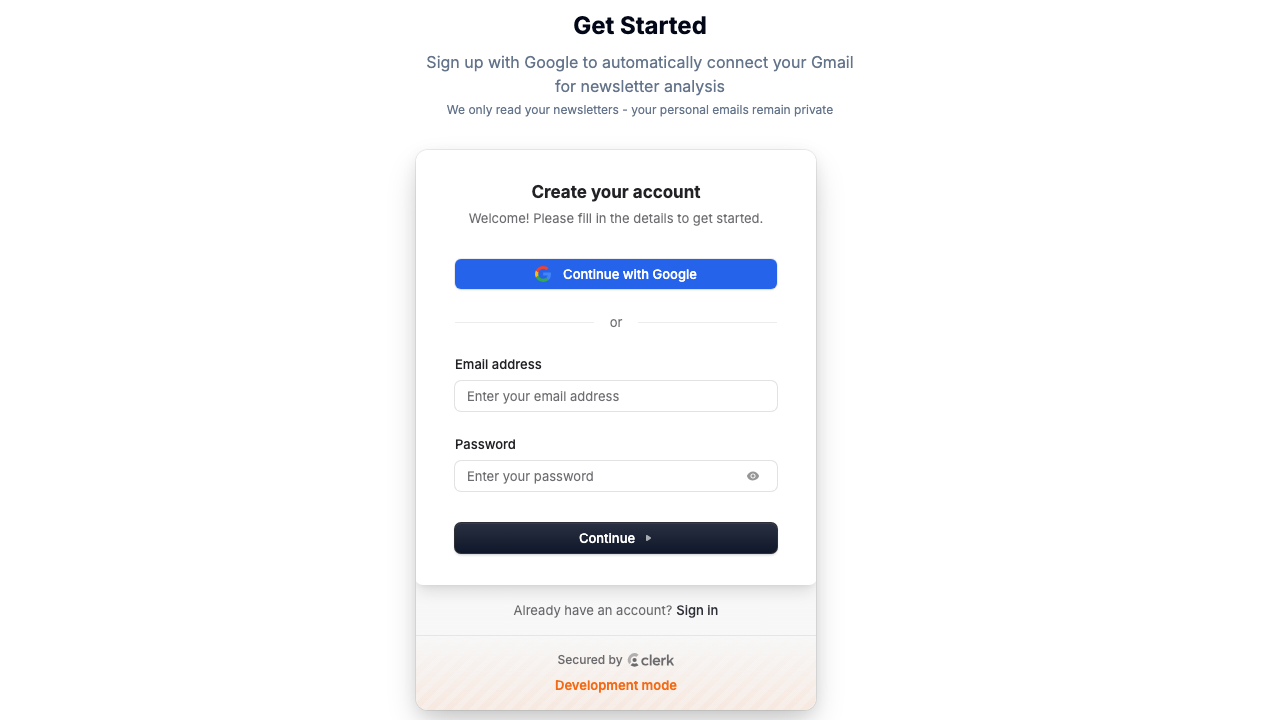 Get Started
Sign up with Google to automatically connect your Gmail
for newsletter analysis
We only read your newsletters - your personal emails remain private
Create your account
Welcome! Please fill in the details to get started.
Continue with Google
or
Email address
Enter your email address
Password
Enter your password
Continue
Already have an account? Sign in
Secured by clerk
Development mode